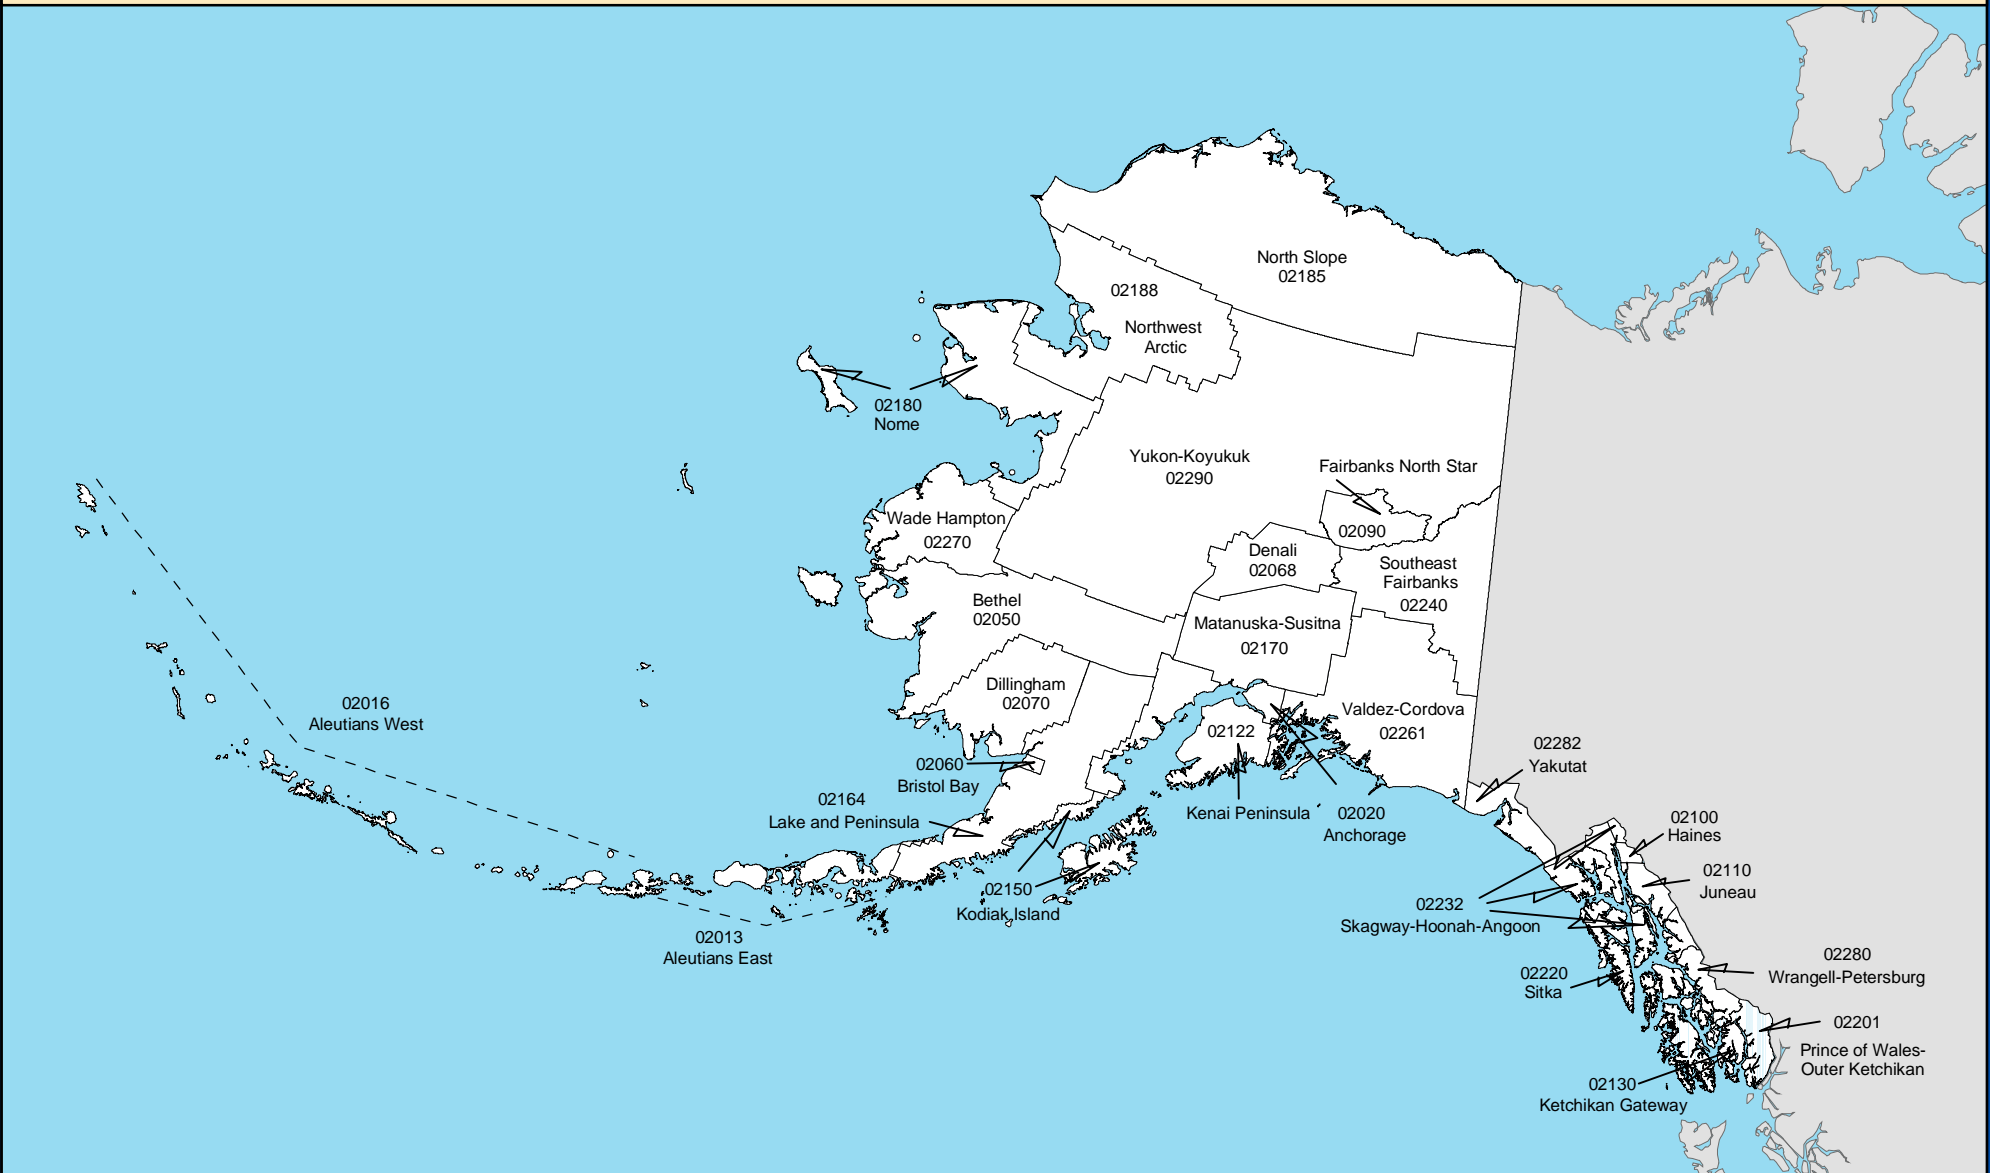 North Slope
02185
02188
Northwest
Arctic
02180
Nome
Yukon-Koyukuk
02290
Fairbanks North Star
02090
Wade Hampton
02270
Denali
02068
Southeast
Fairbanks
02240
Bethel
02050
Matanuska-Susitna
02170
Dillingham
02070
02016
Aleutians West
Valdez-Cordova
02261
02122
Kenai Peninsula
02060
Bristol Bay
02282
Yakutat
02164
Lake and Peninsula
02020
Anchorage
02100
Haines
02110
Juneau
02150
Kodiak Island
02232
Skagway-Hoonah-Angoon
02013
Aleutians East
02280
Wrangell-Petersburg
02220
Sitka
02201
Prince of Wales-
Outer Ketchikan
02130
Ketchikan Gateway